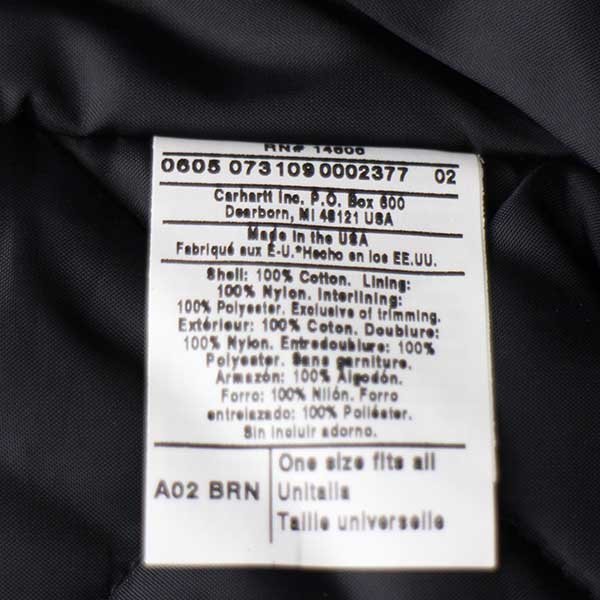 RN# 14806
0605 0731090002377 02
Carhartt Inc. P.O. Box 600
Dearborn, MI 48121 USA
Made in the USA
Fabriqué aux É-U.*Hecho en los EE.UU.
Shell: 100% Cotton. Lining:
100% Nylon. Interlining:
100% Polyester. Exclusive of trimming.
Extérieur: 100% Coton. Doublure:
100% Nylon. Entredoublure: 100%
Polyester. Sans garniture.
Armazón: 100% Algodón.
Forro: 100% Nilón. Forro
entrelazado: 100% Poliéster.
Sin incluir adorno.
A02 BRN
One size fits all
Unitalla
Taille universelle